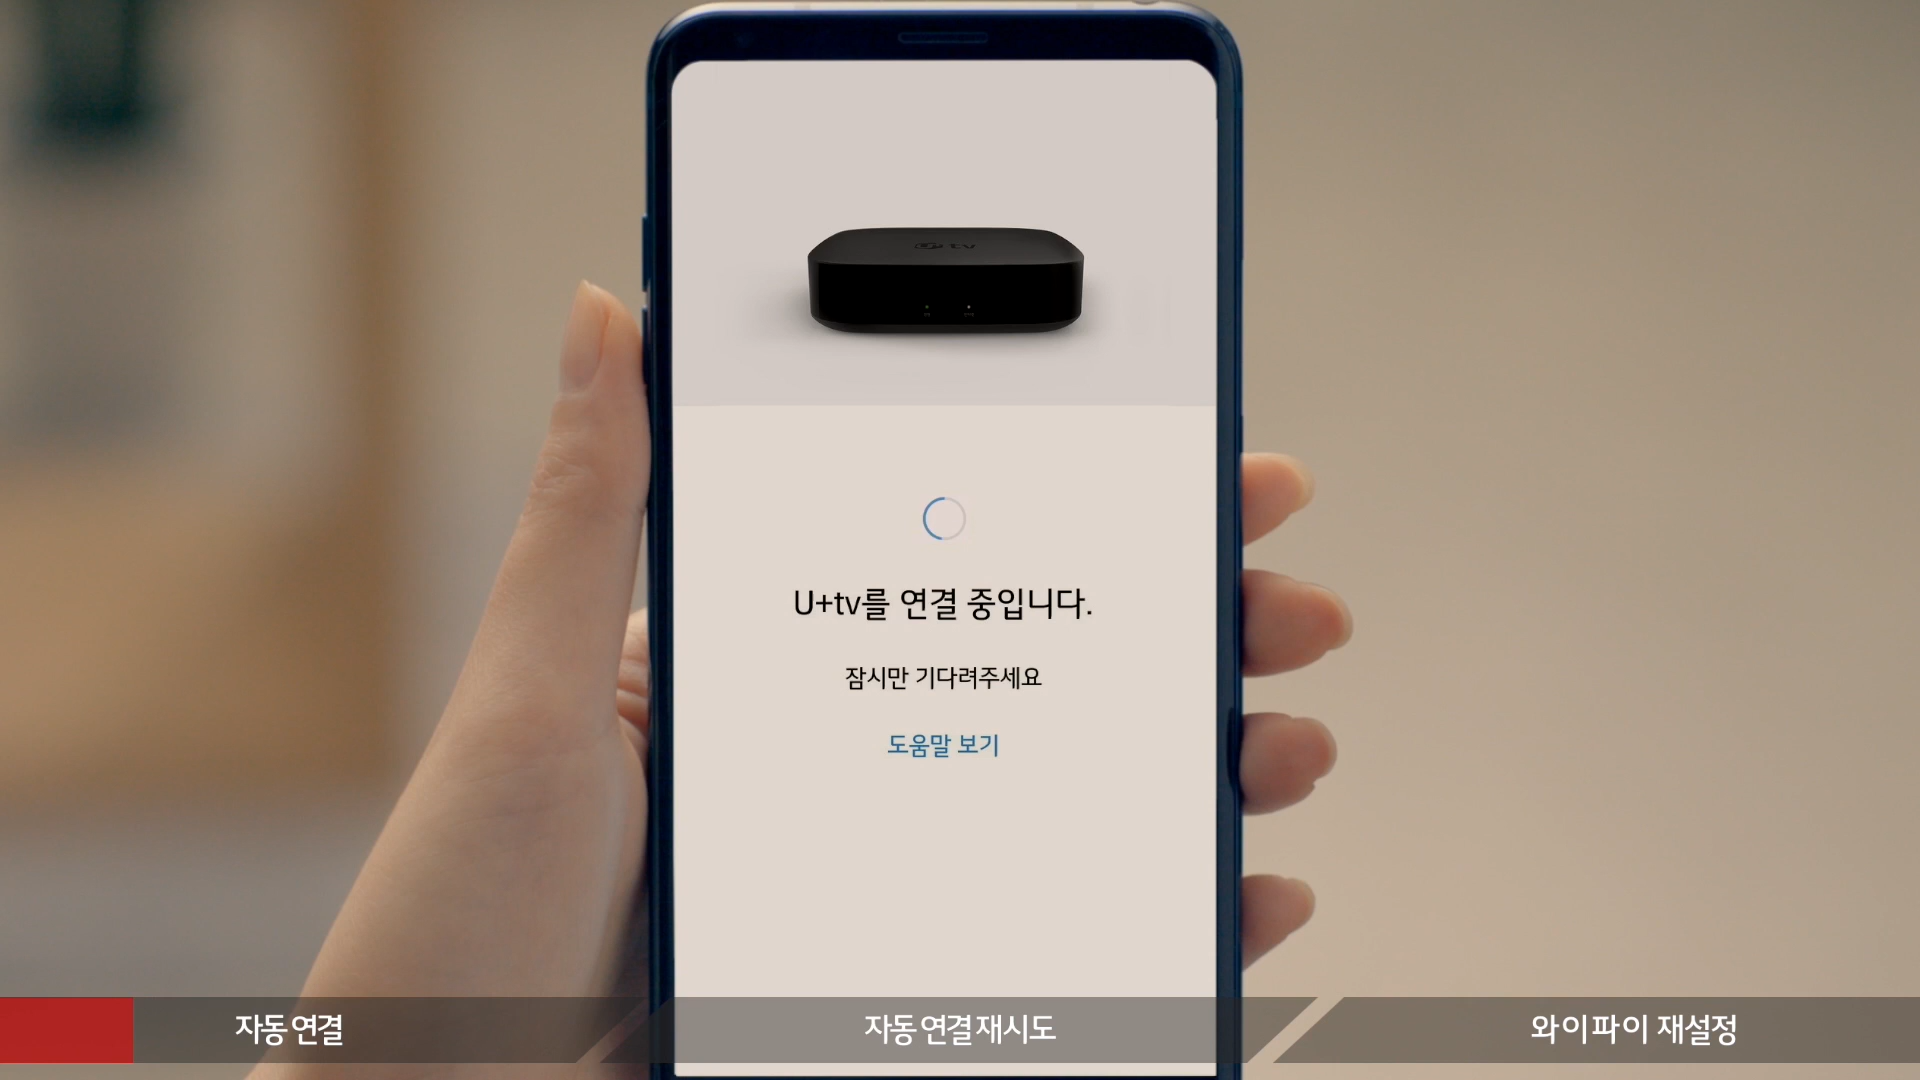 tv
U+tv를 연결 중입니다.
잠시만 기다려주세요
도움말 보기
자동 연결
자동 연결 재시도
와이파이 재설정